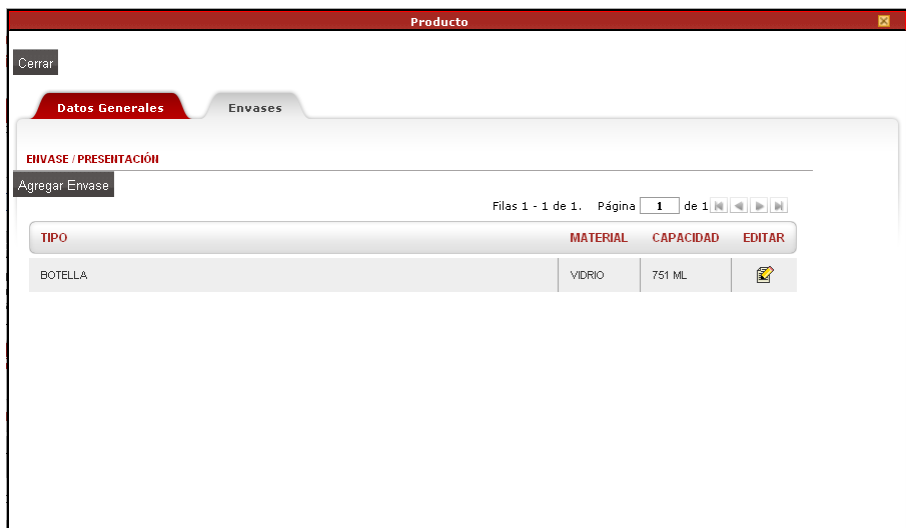 Producto
Cerrar
Datos Generales Envases
ENVASE / PRESENTACIÓN
Agregar Envase
Filas 1 - 1 de 1. Página 1 de 1
TIPO MATERIAL CAPACIDAD EDITAR
BOTELLA VIDRIO 751 ML